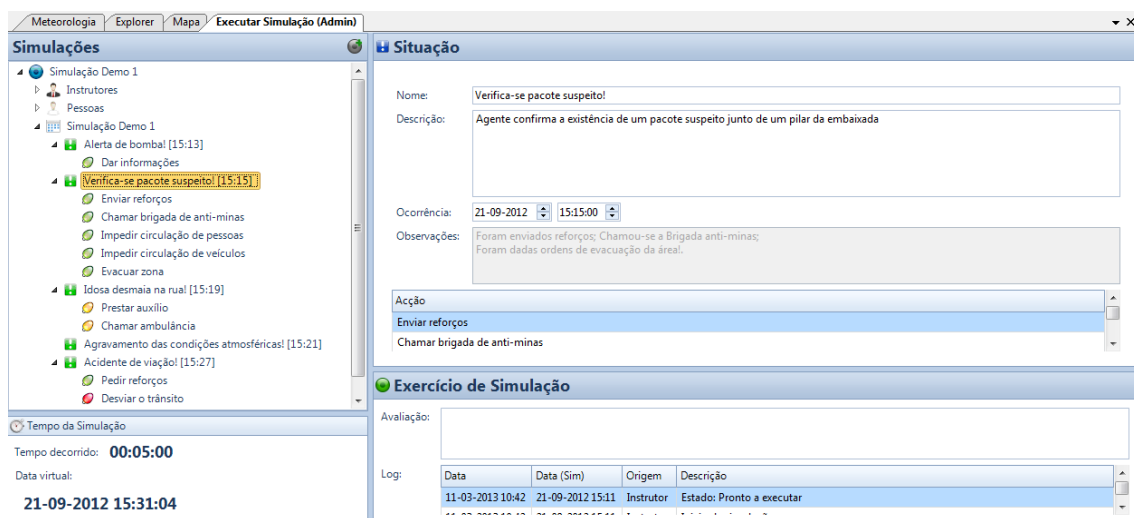 Meteorologia Explorer Mapa Executar Simulação (Admin)
Simulações
Simulação Demo 1
Instrutores
Pessoas
Simulação Demo 1
Alerta de bomba! [15:13]
Dar informações
Verifica-se pacote suspeito! [15:15]
Enviar reforços
Chamar brigada de anti-minas
Impedir circulação de pessoas
Impedir circulação de veículos
Evacuar zona
Idosa desmaia na rua! [15:19]
Prestar auxílio
Chamar ambulância
Agravamento das condições atmosféricas! [15:21]
Acidente de viação! [15:27]
Pedir reforços
Desviar o trânsito
Tempo da Simulação
Tempo decorrido: 00:05:00
Data virtual:
21-09-2012 15:31:04
Situação
Nome: Verifica-se pacote suspeito!
Descrição: Agente confirma a existência de um pacote suspeito junto de um pilar da embaixada
Ocorrência: 21-09-2012 15:15:00
Observações: Foram enviados reforços; Chamou-se a Brigada anti-minas;
Foram dadas ordens de evacuação da área!.
Acção
Enviar reforços
Chamar brigada de anti-minas
Exercício de Simulação
Avaliação:
Log: Data Data (Sim) Origem Descrição
11-03-2013 10:42 21-09-2012 15:11 Instrutor Estado: Pronto a executar